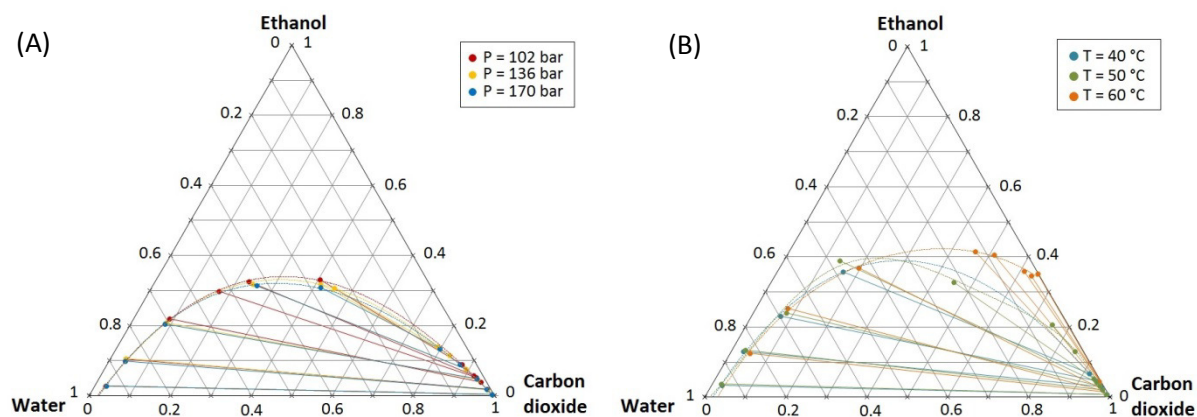 (A)
Ethanol
0 1
P = 102 bar
P = 136 bar
P = 170 bar
0.2 0.8
0.4 0.6
0.6 0.4
0.8 0.2
1 0
Water
Carbon
dioxide
0 0.2 0.4 0.6 0.8 1
(B)
Ethanol
0 1
T = 40 °C
T = 50 °C
T = 60 °C
0.2 0.8
0.4 0.6
0.6 0.4
0.8 0.2
1 0
Water
Carbon
dioxide
0 0.2 0.4 0.6 0.8 1